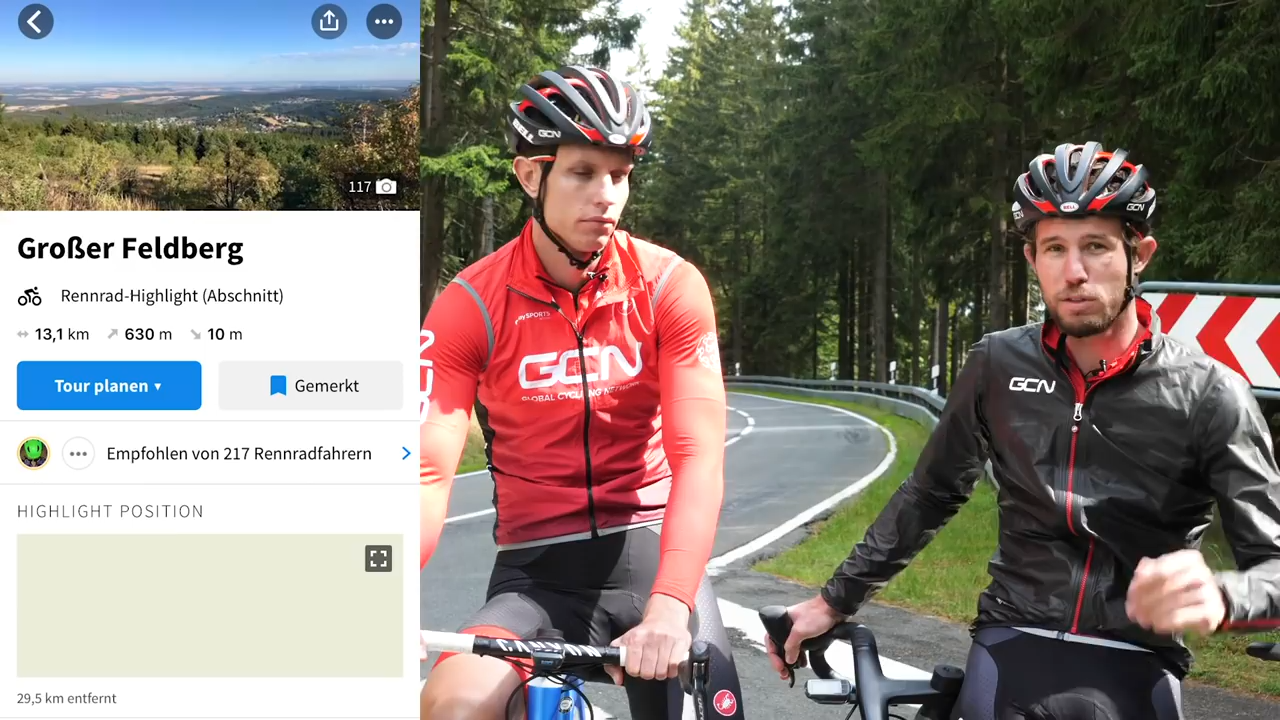 117
Großer Feldberg
Rennrad-Highlight (Abschnitt)
13,1 km 630 m 10 m
Tour planen
Gemerkt
Empfohlen von 217 Rennradfahrern
HIGHLIGHT POSITION
29,5 km entfernt
BELL GCN
GCN
GLOBAL CYCLING NETWORK
CANYON
BELL GCN
GCN